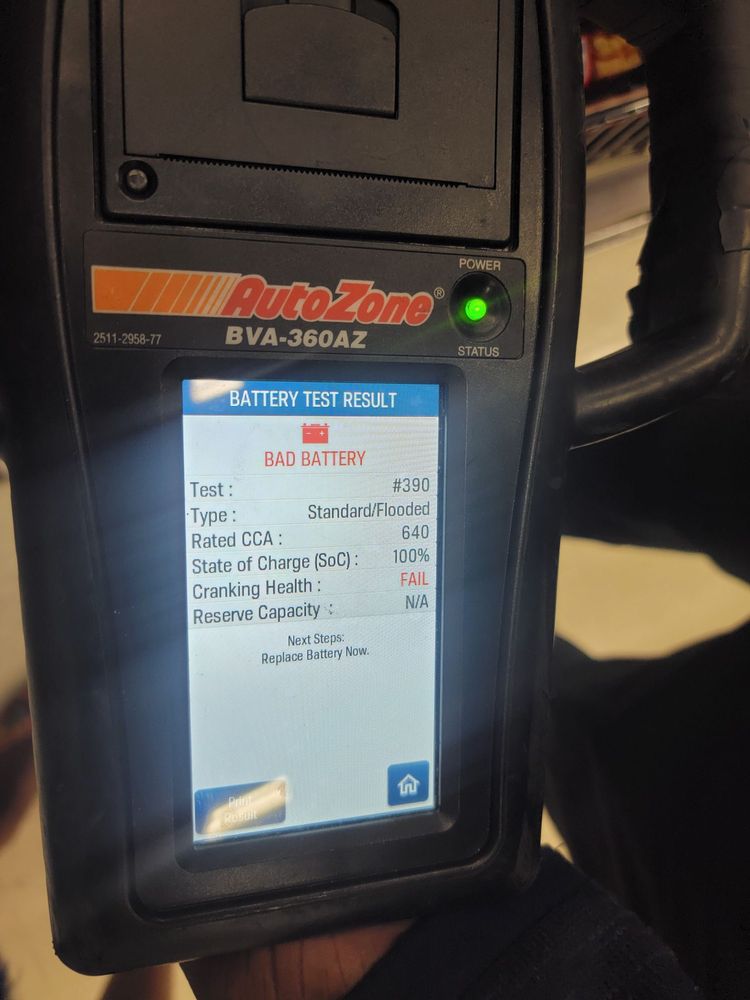 POWER
AutoZone®
2511-2958-77
BVA-360AZ
STATUS
BATTERY TEST RESULT
- +
BAD BATTERY
Test : #390
Type : Standard/Flooded
Rated CCA : 640
State of Charge (SoC) : 100%
Cranking Health : FAIL
Reserve Capacity : N/A
Next Steps:
Replace Battery Now.
Print
Result